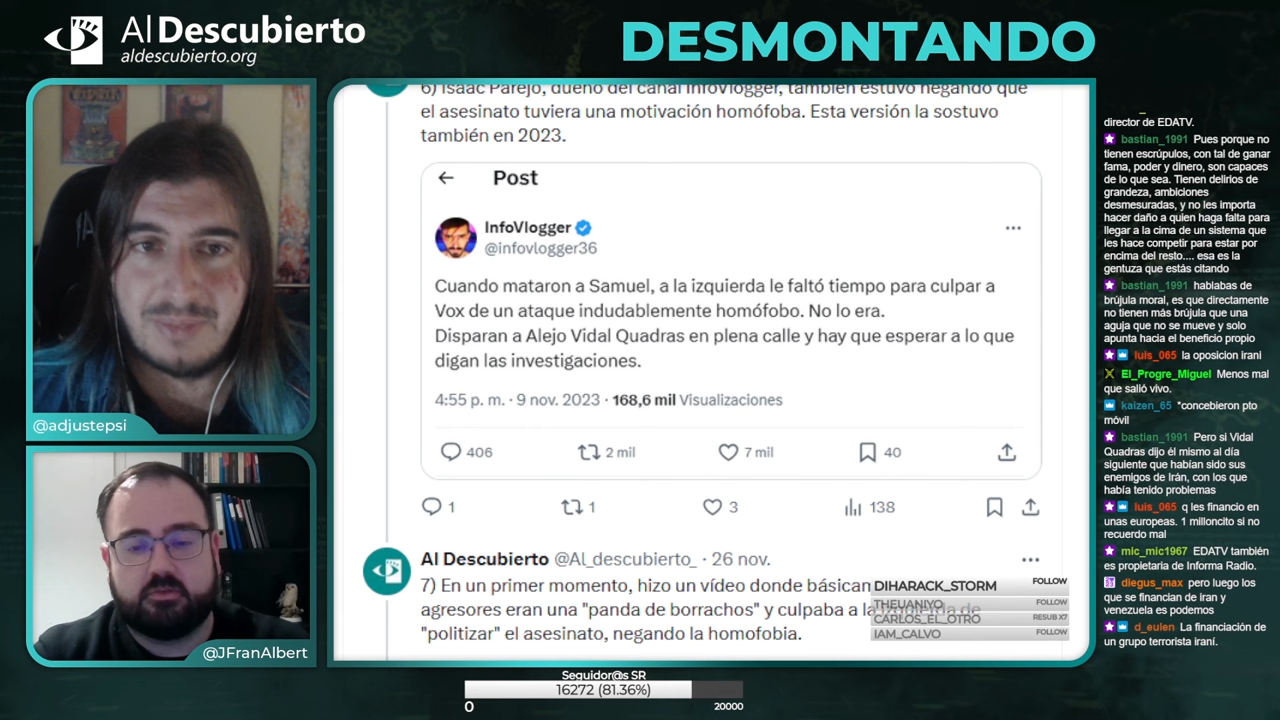 Al Descubierto
aldescubierto.org
DESMONTANDO
@adjustepsi
@JFranAlbert
6) Isaac Parejo, dueño del canal InfoVlogger, también estuvo negando que
el asesinato tuviera una motivación homófoba. Esta versión la sostuvo
también en 2023.
Post
InfoVlogger
@infovlogger36
Cuando mataron a Samuel, a la izquierda le faltó tiempo para culpar a
Vox de un ataque indudablemente homófobo. No lo era.
Disparan a Alejo Vidal Quadras en plena calle y hay que esperar a lo que
digan las investigaciones.
4:55 p. m. · 9 nov. 2023 · 168,6 mil Visualizaciones
406 2 mil 7 mil 40
1 1 3 138
Al Descubierto @Al_descubierto_ · 26 nov.
7) En un primer momento, hizo un vídeo donde básican
agresores eran una "panda de borrachos" y culpaba a la izquierda de
"politizar" el asesinato, negando la homofobia.
DIHARACK_STORM FOLLOW
THEUANIYO FOLLOW
CARLOS_EL_OTRO RESUB X7
IAM_CALVO FOLLOW
director de EDATV.
bastian_1991 Pues porque no
tienen escrúpulos, con tal de ganar
fama, poder y dinero, son capaces
de lo que sea. Tienen delirios de
grandeza, ambiciones
desmesuradas, y no les importa
hacer daño a quien haga falta para
llegar a la cima de un sistema que
les hace competir para estar por
encima del resto.... esa es la
gentuza que estás citando
bastian_1991 hablabas de
brújula moral, es que directamente
no tienen más brújula que una
aguja que no se mueve y solo
apunta hacia el beneficio propio
luis_065 la oposicion irani
El_Progre_Miguel Menos mal
que salió vivo.
kaizen_65 *concebieron pto
móvil
bastian_1991 Pero si Vidal
Quadras dijo él mismo al día
siguiente que habían sido sus
enemigos de Irán, con los que
había tenido problemas
luis_065 q les financio en
unas europeas. 1 milloncito si no
recuerdo mal
mic_mic1967 EDATV también
es propietaria de Informa Radio.
diegus_max pero luego los
que se financian de iran y
venezuela es podemos
d_eulen La financiación de
un grupo terrorista iraní.
Seguidor@s SR
16272 (81.36%)
0 20000